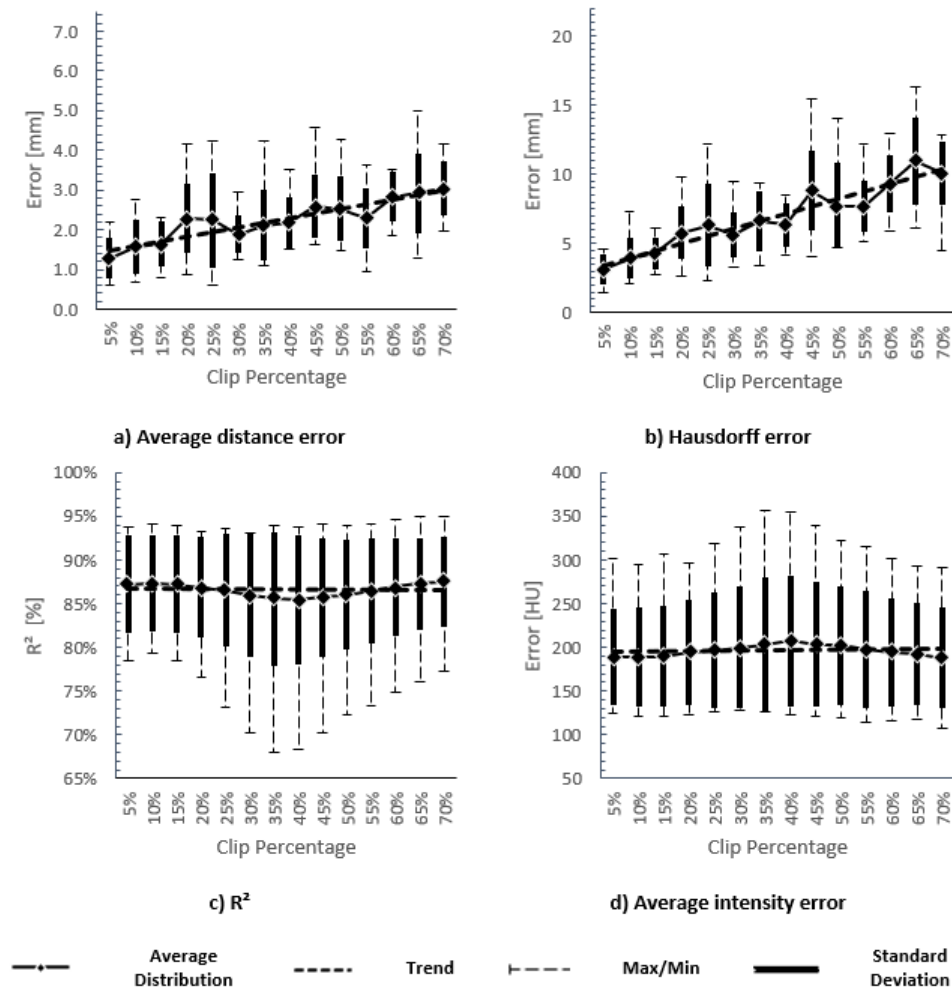 7.0
6.0
5.0
4.0
3.0
2.0
1.0
0.0
Error [mm]
5% 10% 15% 20% 25% 30% 35% 40% 45% 50% 55% 60% 65% 70%
Clip Percentage
a) Average distance error
20
15
10
5
0
Error [mm]
5% 10% 15% 20% 25% 30% 35% 40% 45% 50% 55% 60% 65% 70%
Clip Percentage
b) Hausdorff error
100%
95%
90%
85%
80%
75%
70%
65%
R² [%]
5% 10% 15% 20% 25% 30% 35% 40% 45% 50% 55% 60% 65% 70%
Clip Percentage
c) R²
400
350
300
250
200
150
100
50
Error [HU]
5% 10% 15% 20% 25% 30% 35% 40% 45% 50% 55% 60% 65% 70%
Clip Percentage
d) Average intensity error
Average
Distribution
Trend
Max/Min
Standard
Deviation